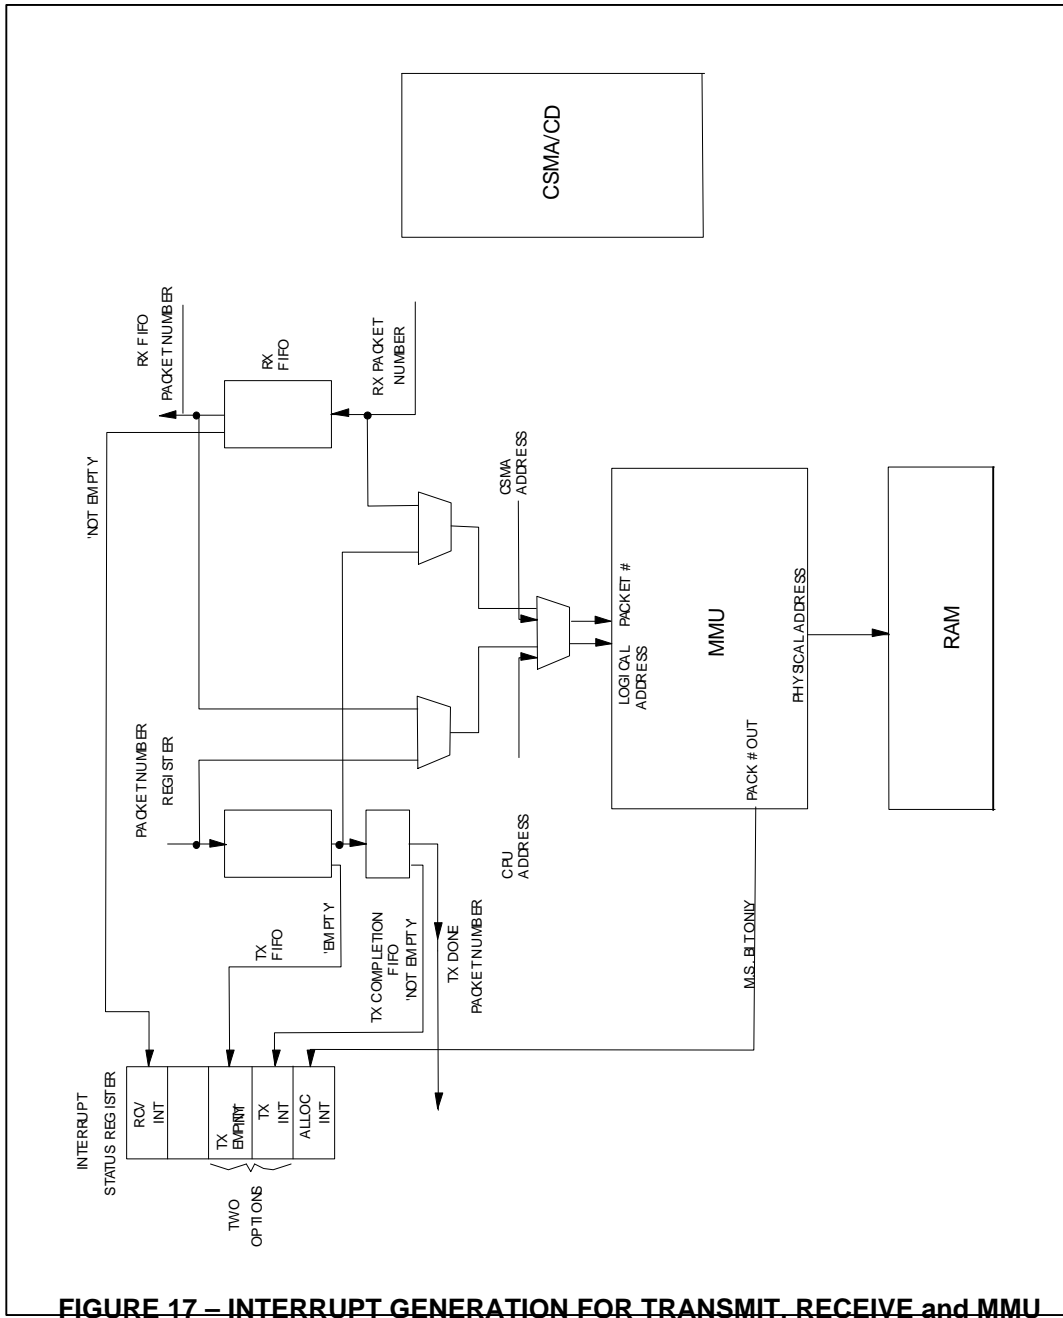 CSMA/CD
RX FIFO
PACKET NUMBER
RX
FIFO
RX PACKET
NUMBER
'NOT EMPTY'
CSMA
ADDRESS
PACKET NUMBER
REGISTER
CPU
ADDRESS
LOGICAL
ADDRESS
PACKET #
MMU
PHYSICAL ADDRESS
PACK # OUT
RAM
TX
FIFO
'EMPTY'
TX COMPLETION
FIFO
'NOT EMPTY'
TX DONE
PACKET NUMBER
M.S. BIT ONLY
INTERRUPT
STATUS REGISTER
RCV
INT
TX
EMPTY
TX
INT
ALLOC
INT
TWO
OPTIONS
FIGURE 17 – INTERRUPT GENERATION FOR TRANSMIT, RECEIVE and MMU